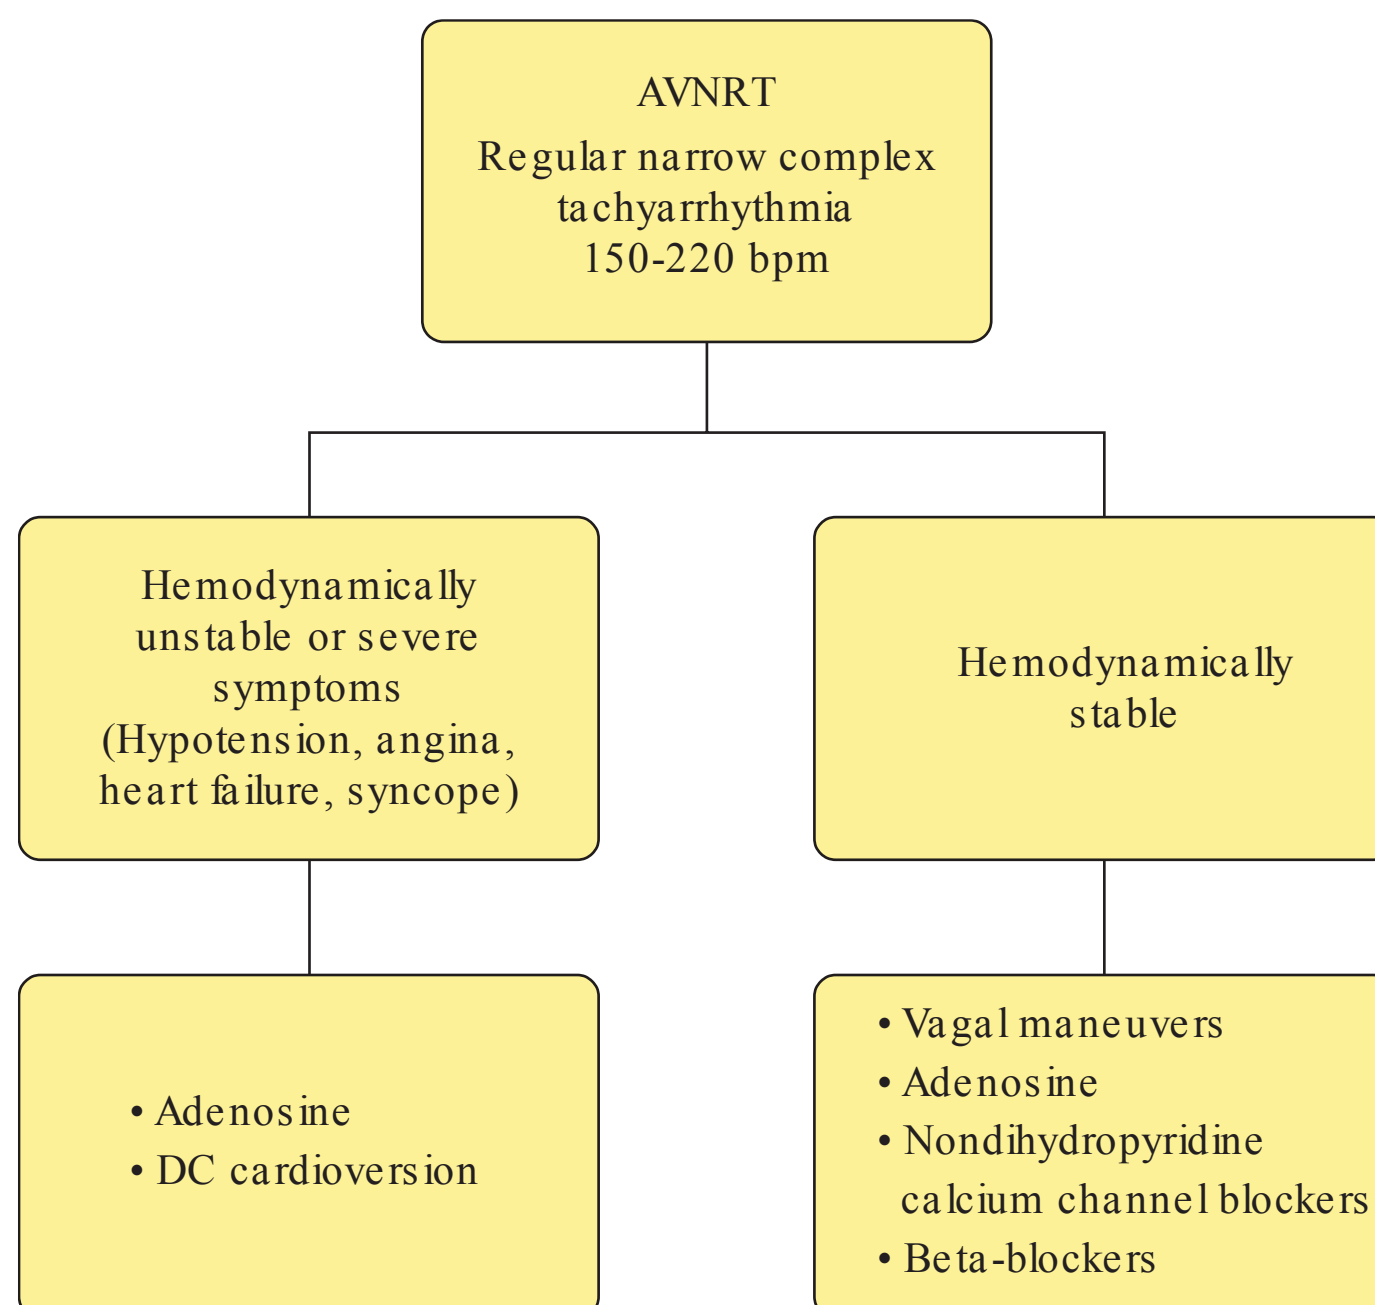 AVNRT
Regular narrow complex
tachyarrhythmia
150-220 bpm
Hemodynamically
unstable or severe
symptoms
(Hypotension, angina,
heart failure, syncope)
Hemodynamically
stable
• Adenosine
• DC cardioversion
• Vagal maneuvers
• Adenosine
• Nondihydropyridine
calcium channel blockers
• Beta-blockers